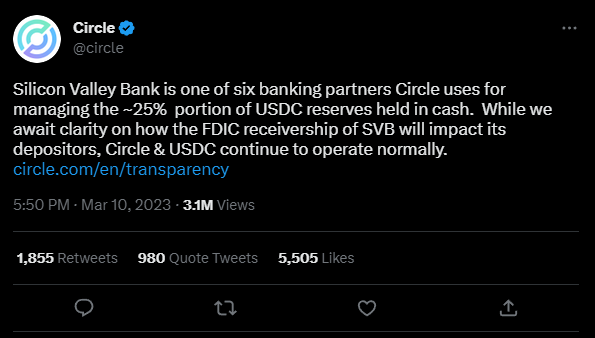 Circle
@circle
Silicon Valley Bank is one of six banking partners Circle uses for
managing the ~25%  portion of USDC reserves held in cash.  While we
await clarity on how the FDIC receivership of SVB will impact its
depositors, Circle & USDC continue to operate normally.
circle.com/en/transparency
5:50 PM · Mar 10, 2023 · 3.1M Views
1,855 Retweets 980 Quote Tweets 5,505 Likes